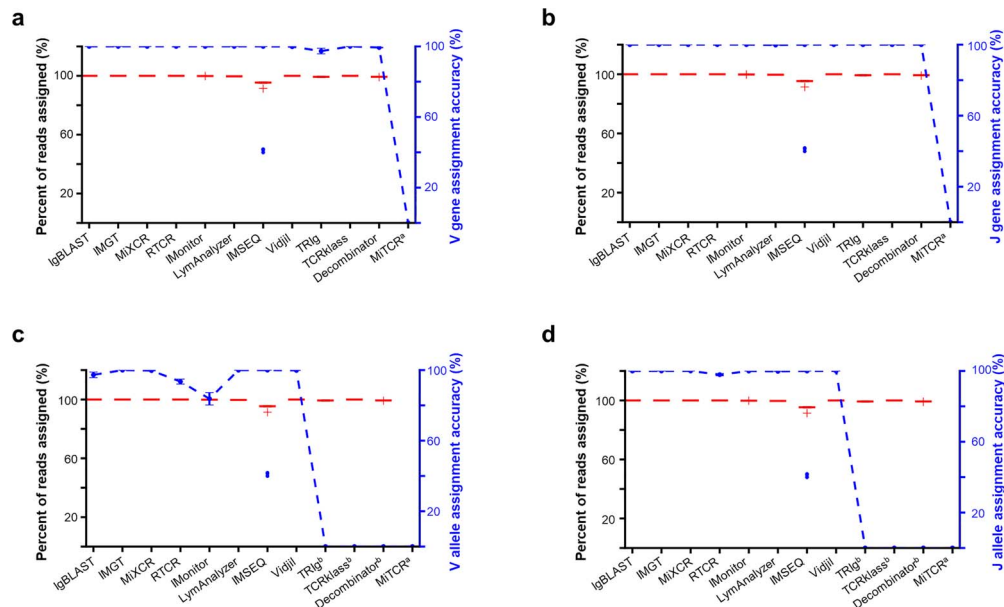 a
Percent of reads assigned (%)
100
60
20
100
60
20
V gene assignment accuracy (%)
IgBLAST
IMGT
MiXCR
RTCR
IMonitor
LymAnalyzer
IMSEQ
Vidjil
TRIg
TCRklass
Decombinator
MiTCRª
b
Percent of reads assigned (%)
100
60
20
100
60
20
J gene assignment accuracy (%)
IgBLAST
IMGT
MiXCR
RTCR
IMonitor
LymAnalyzer
IMSEQ
Vidjil
TRIg
TCRklass
Decombinator
MiTCRª
c
Percent of reads assigned (%)
100
60
20
100
60
20
V allele assignment accuracy (%)
IgBLAST
IMGT
MiXCR
RTCR
IMonitor
LymAnalyzer
IMSEQ
Vidjil
TRIgᵇ
TCRklassᵇ
Decombinatorᵇ
MiTCRª
d
Percent of reads assigned (%)
100
60
20
100
60
20
J allele assignment accuracy (%)
IgBLAST
IMGT
MiXCR
RTCR
IMonitor
LymAnalyzer
IMSEQ
Vidjil
TRIgᵇ
TCRklassᵇ
Decombinatorᵇ
MiTCRª